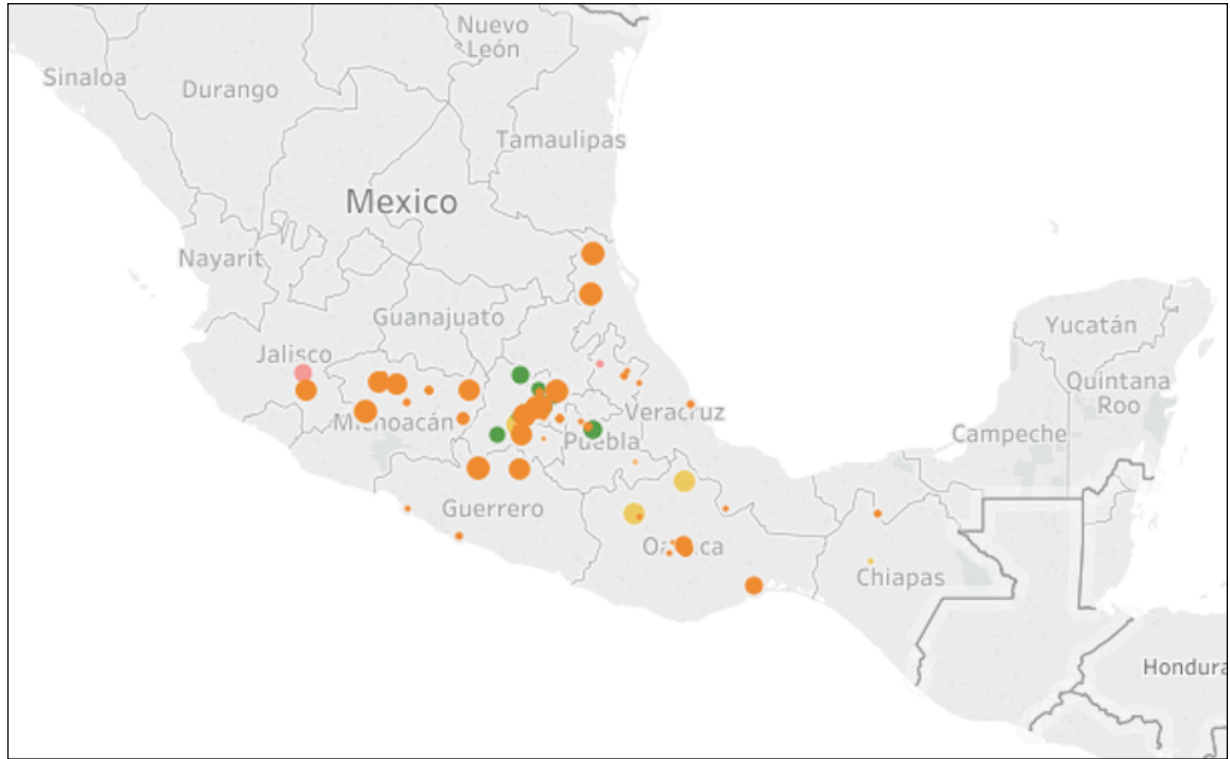 Nuevo
León
Sinaloa
Durango
Tamaulipas
Mexico
Nayarit
Guanajuato
Yucatán
Jalisco
Quintana
Roo
Michoacán
Veracruz
Puebla
Campeche
Guerrero
Oaxaca
Chiapas
Hondura